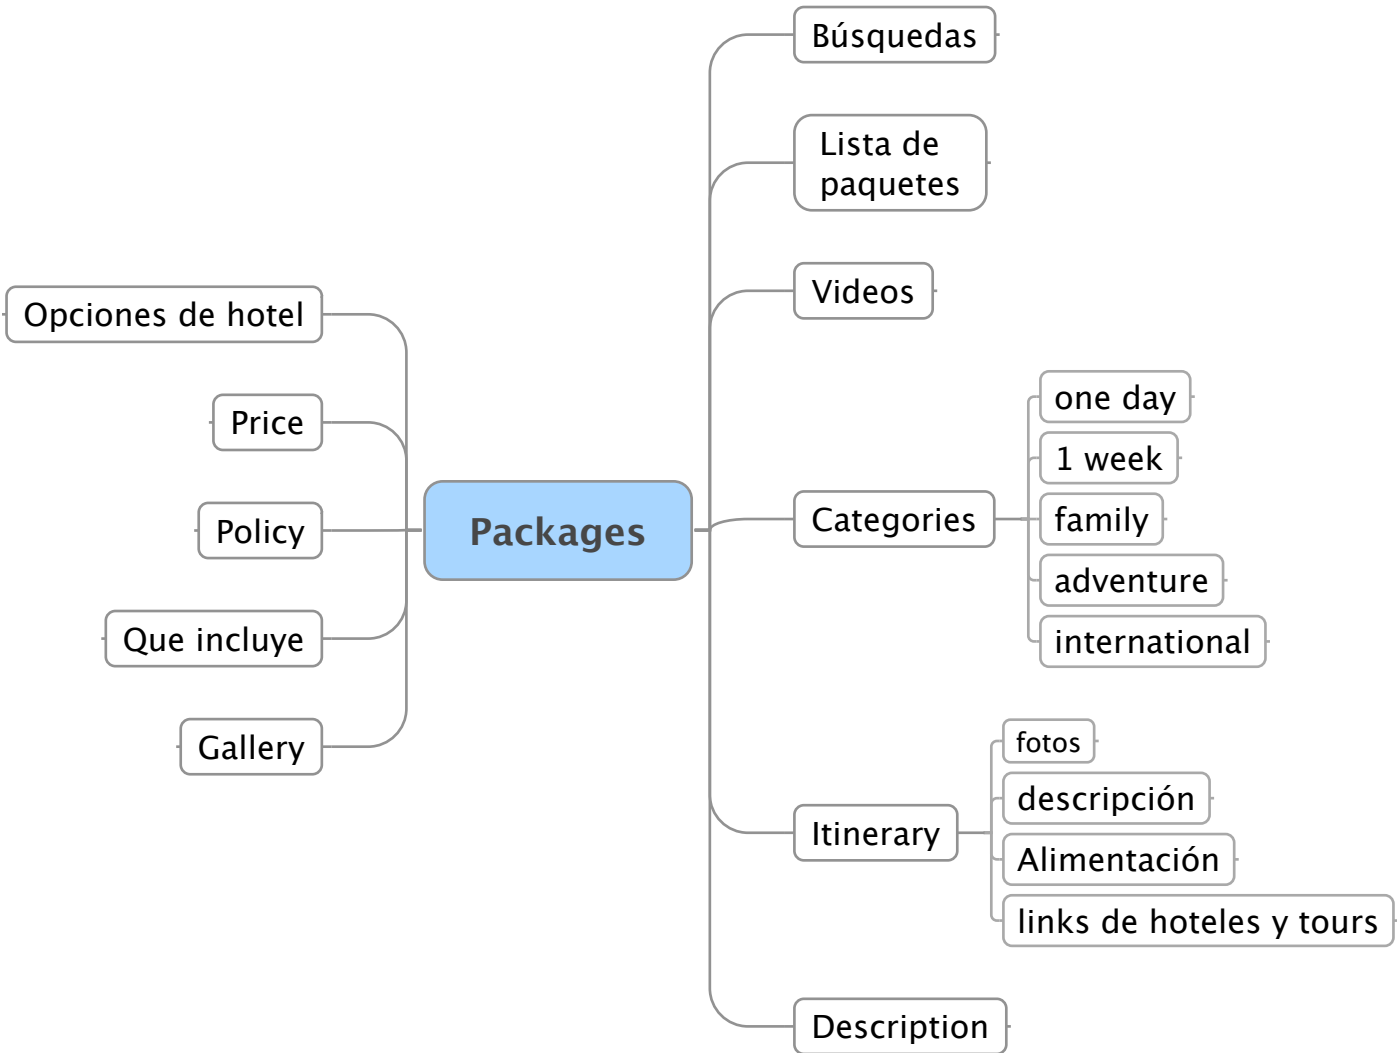 Búsquedas
Lista de
paquetes
Videos
Opciones de hotel
Price
Policy
Que incluye
Gallery
Packages
Categories
one day
1 week
family
adventure
international
Itinerary
fotos
descripción
Alimentación
links de hoteles y tours
Description